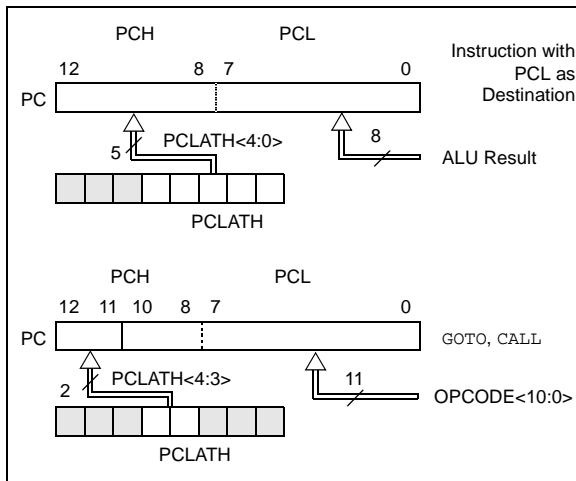 PCH PCL
12 8 7 0
Instruction with
PCL as
Destination
PC
5 PCLATH<4:0> 8
ALU Result
PCLATH
PCH PCL
12 11 10 8 7 0
PC GOTO, CALL
2 PCLATH<4:3> 11
OPCODE<10:0>
PCLATH